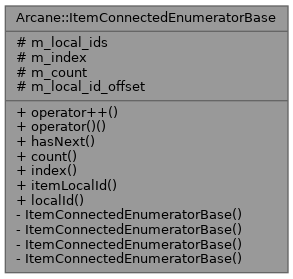 Arcane::ItemConnectedEnumeratorBase
# m_local_ids
# m_index
# m_count
# m_local_id_offset
+ operator++()
+ operator()()
+ hasNext()
+ count()
+ index()
+ itemLocalId()
+ localId()
- ItemConnectedEnumeratorBase()
- ItemConnectedEnumeratorBase()
- ItemConnectedEnumeratorBase()
- ItemConnectedEnumeratorBase()